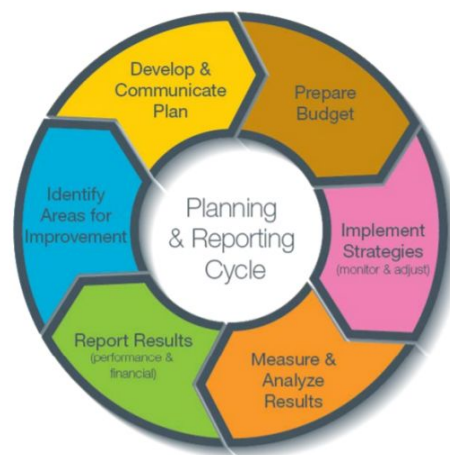 Develop &
Communicate
Plan
Prepare
Budget
Implement
Strategies
(monitor & adjust)
Measure &
Analyze
Results
Report Results
(performance &
financial)
Identify
Areas for
Improvement
Planning
& Reporting
Cycle